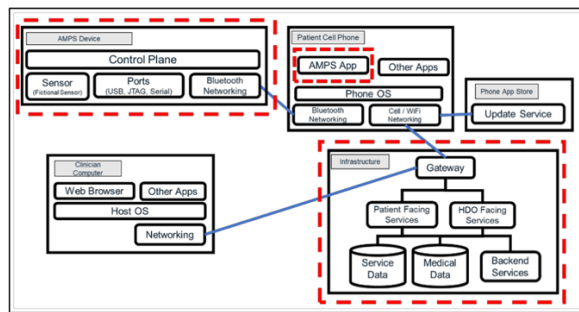 AMPS Device
Control Plane
Sensor
(Fictional Sensor)
Ports
(USB, JTAG, Serial)
Bluetooth
Networking
Patient Cell Phone
AMPS App
Other Apps
Phone OS
Bluetooth
Networking
Cell / WiFi
Networking
Phone App Store
Update Service
Clinician
Computer
Web Browser
Other Apps
Host OS
Networking
Infrastructure
Gateway
Patient Facing
Services
HDO Facing
Services
Service
Data
Medical
Data
Backend
Services